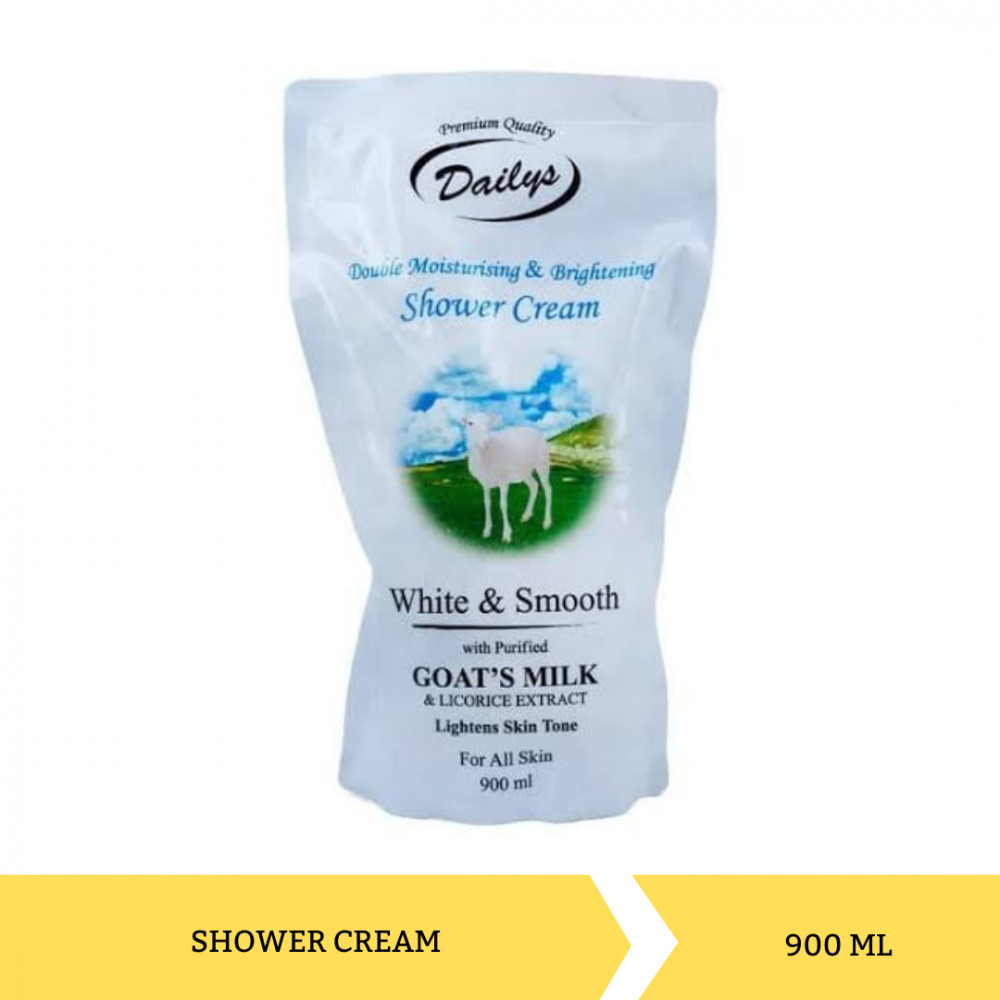 Premium Quality
Dailys
Double Moisturising & Brightening
Shower Cream
White & Smooth
with Purified
GOAT'S MILK
& LICORICE EXTRACT
Lightens Skin Tone
For All Skin
900 ml
SHOWER CREAM
900 ML